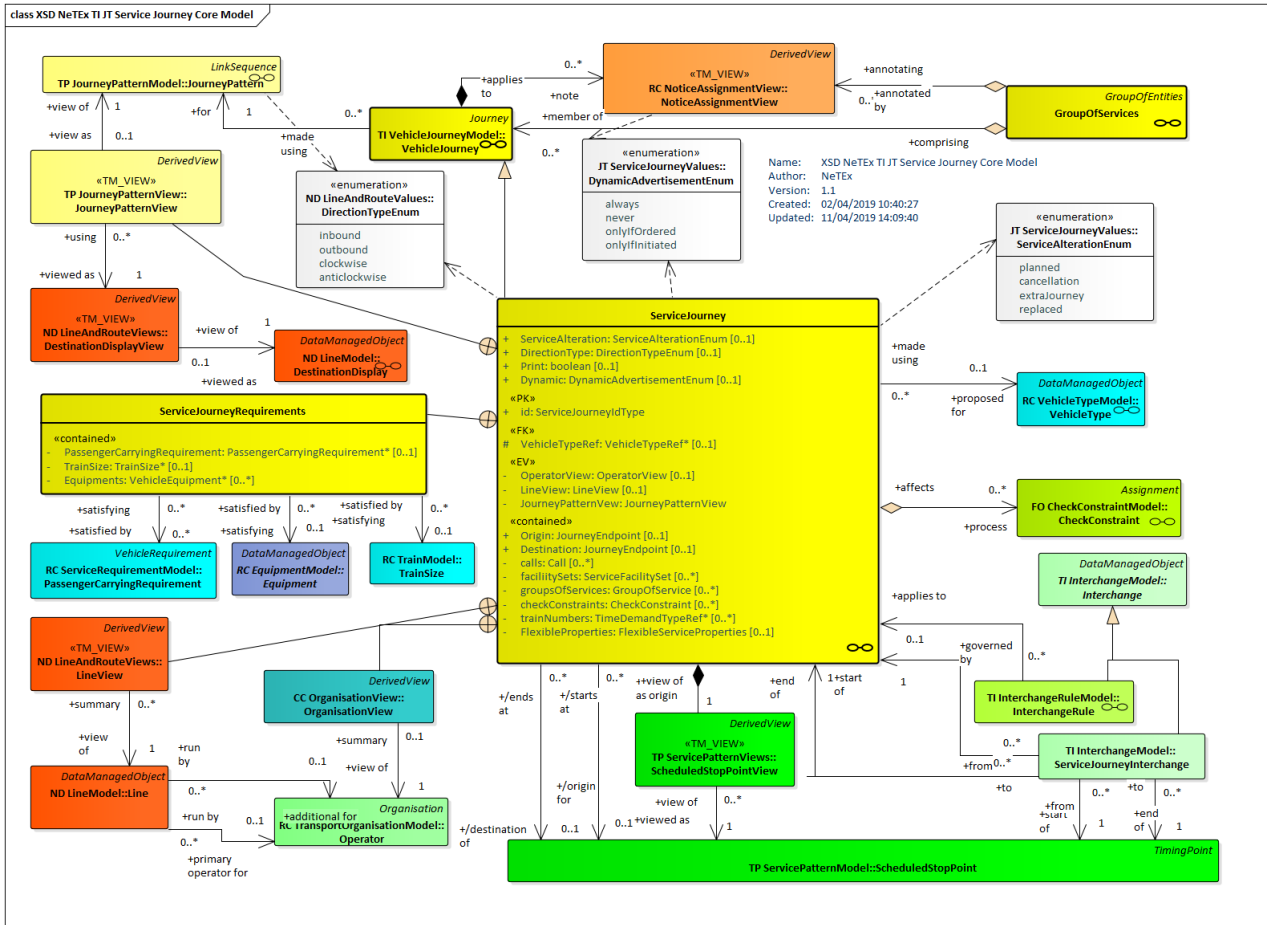 class XSD NeTEx TI JT Service Journey Core Model
LinkSequence
TP JourneyPatternModel::JourneyPattern
+view of
1
+for
1
0..*
+view as
0..1
DerivedView
«TM_VIEW»
TP JourneyPatternView::
JourneyPatternView
+using
0..*
+viewed as
1
Journey
TI VehicleJourneyModel::
VehicleJourney
+applies
to
0..*
+note
+member of
0..*
+made
using
DerivedView
«TM_VIEW»
RC NoticeAssignmentView::
NoticeAssignmentView
+annotating
0..*
+annotated
by
+comprising
GroupOfEntities
GroupOfServices
«enumeration»
ND LineAndRouteValues::
DirectionTypeEnum
inbound
outbound
clockwise
anticlockwise
«enumeration»
JT ServiceJourneyValues::
DynamicAdvertisementEnum
always
never
onlyIfOrdered
onlyIfInitiated
Name: XSD NeTEx TI JT Service Journey Core Model
Author: NeTEx
Version: 1.1
Created: 02/04/2019 10:40:27
Updated: 11/04/2019 14:09:40
«enumeration»
JT ServiceJourneyValues::
ServiceAlterationEnum
planned
cancellation
extraJourney
replaced
DerivedView
«TM_VIEW»
ND LineAndRouteViews::
DestinationDisplayView
+view of
1
0..1
+viewed as
DataManagedObject
ND LineModel::
DestinationDisplay
ServiceJourney
+ ServiceAlteration: ServiceAlterationEnum [0..1]
+ DirectionType: DirectionTypeEnum [0..1]
+ Print: boolean [0..1]
+ Dynamic: DynamicAdvertisementEnum [0..1]
«PK»
+ id: ServiceJourneyIdType
«FK»
# VehicleTypeRef: VehicleTypeRef* [0..1]
«EV»
- OperatorView: OperatorView [0..1]
- LineView: LineView [0..1]
- JourneyPatternVew: JourneyPatternView
«contained»
+ Origin: JourneyEndpoint [0..1]
+ Destination: JourneyEndpoint [0..1]
- calls: Call [0..*]
- faciliitySets: ServiceFacilitySet [0..*]
- groupsOfServices: GroupOfService [0..*]
- checkConstraints: CheckConstraint [0..*]
- trainNumbers: TimeDemandTypeRef* [0..*]
- FlexibleProperties: FlexibleServiceProperties [0..1]
+made
using
0..*
0..1
+proposed
for
DataManagedObject
RC VehicleTypeModel::
VehicleType
ServiceJourneyRequirements
«contained»
- PassengerCarryingRequirement: PassengerCarryingRequirement* [0..1]
- TrainSize: TrainSize* [0..1]
- Equipments: VehicleEquipment* [0..*]
+satisfying
0..*
+satisfied by
0..*
+satisfied by
0..*
+satisfying
0..1
+satisfied by
0..*
+satisfying
0..1
VehicleRequirement
RC ServiceRequirementModel::
PassengerCarryingRequirement
DataManagedObject
RC EquipmentModel::
Equipment
RC TrainModel::
TrainSize
+affects
0..*
+process
Assignment
FO CheckConstraintModel::
CheckConstraint
DataManagedObject
TI InterchangeModel::
Interchange
+applies to
0..1
+governed
by
0..*
1
TI InterchangeRuleModel::
InterchangeRule
DerivedView
«TM_VIEW»
ND LineAndRouteViews::
LineView
+summary
0..*
+view
of
1
DerivedView
CC OrganisationView::
OrganisationView
+summary
0..1
+view of
1
DataManagedObject
ND LineModel::Line
+run
by
0..1
0..*
+run by
0..1
0..*
+primary
operator for
+additional for
Organisation
RC TransportOrganisationModel::
Operator
+/ends
at
0..*
+/starts
at
0..*
++view of
as origin
1
+end
of
1
+start
of
DerivedView
«TM_VIEW»
TP ServicePartViews::
ScheduledStopPointView
+/origin
for
0..1
+/destination
of
0..1
+view of
0..*
+viewed as
1
0..*
+from
0..*
+to
TI InterchangeModel::
ServiceJourneyInterchange
+from
0..*
+start
of
1
+to
0..*
+end
of
1
TimingPoint
TP ServicePatternModel::ScheduledStopPoint